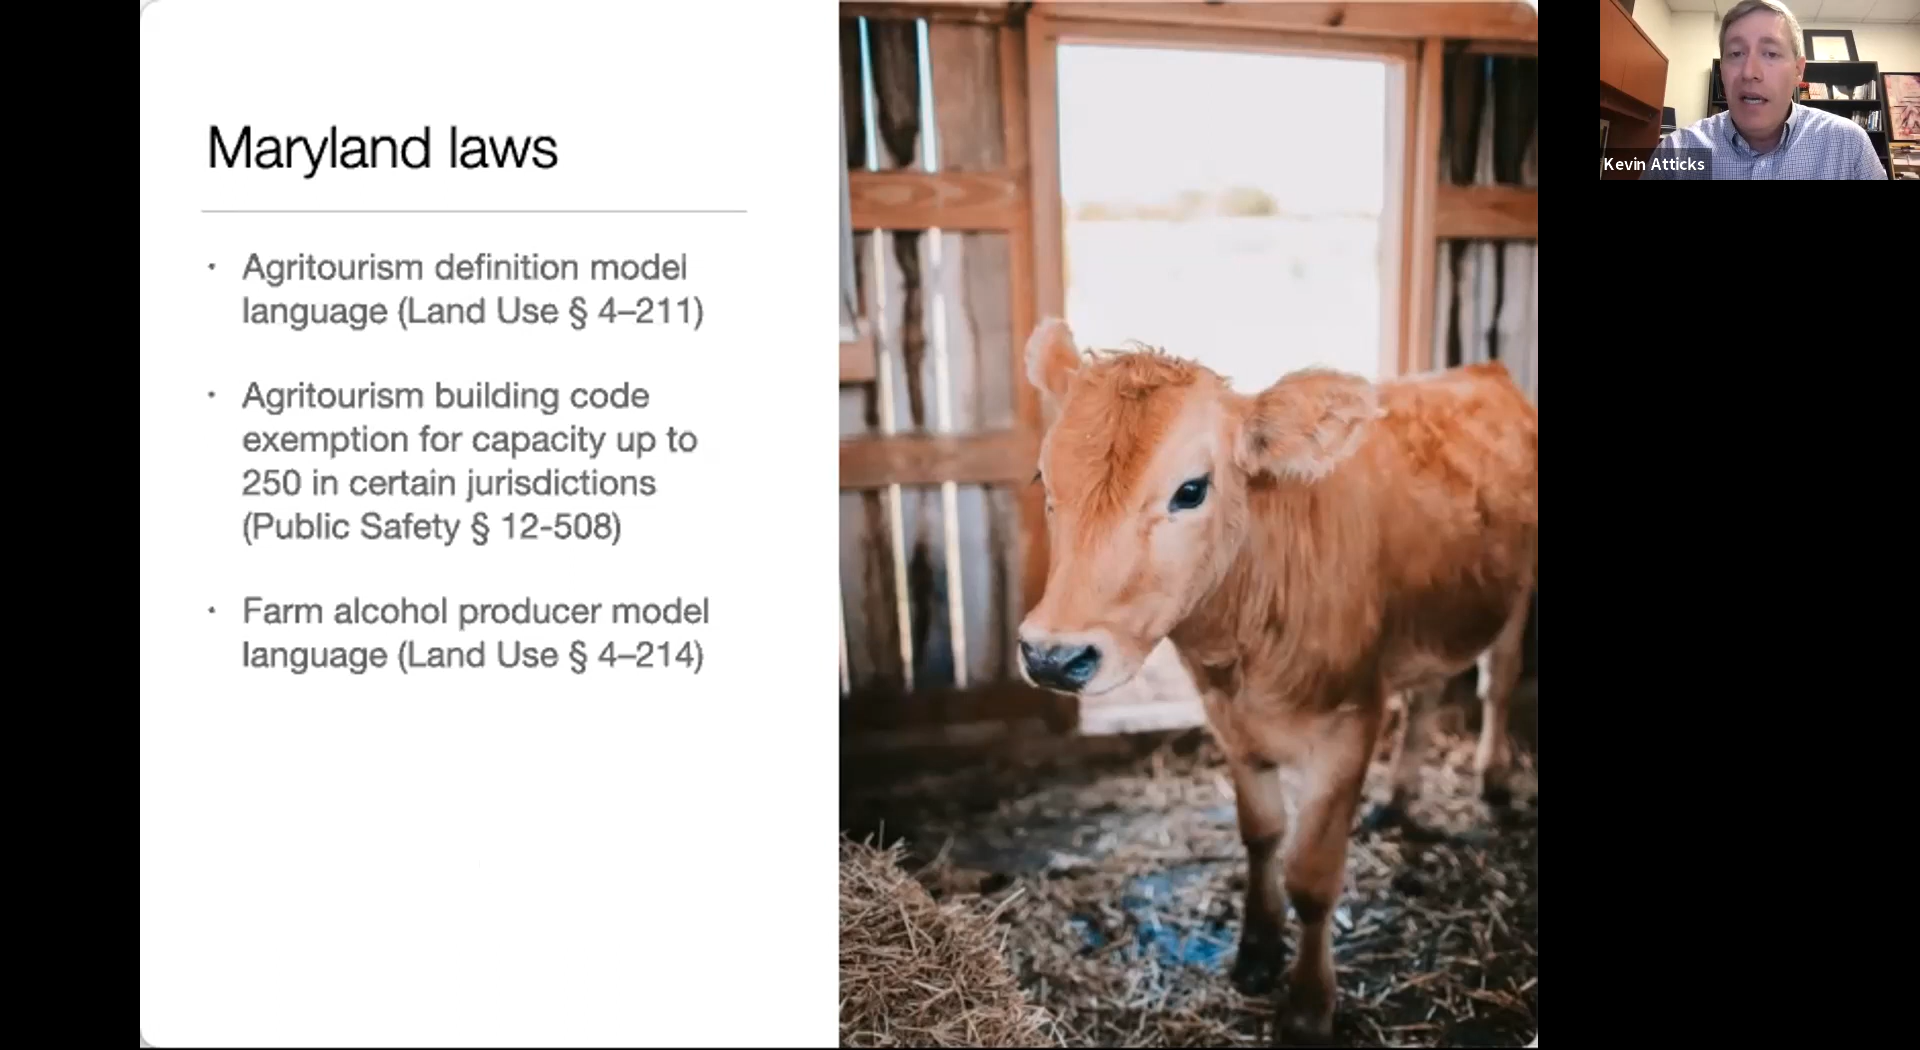 Maryland laws
• Agritourism definition model
language (Land Use § 4–211)
• Agritourism building code
exemption for capacity up to
250 in certain jurisdictions
(Public Safety § 12-508)
• Farm alcohol producer model
language (Land Use § 4–214)
Kevin Atticks